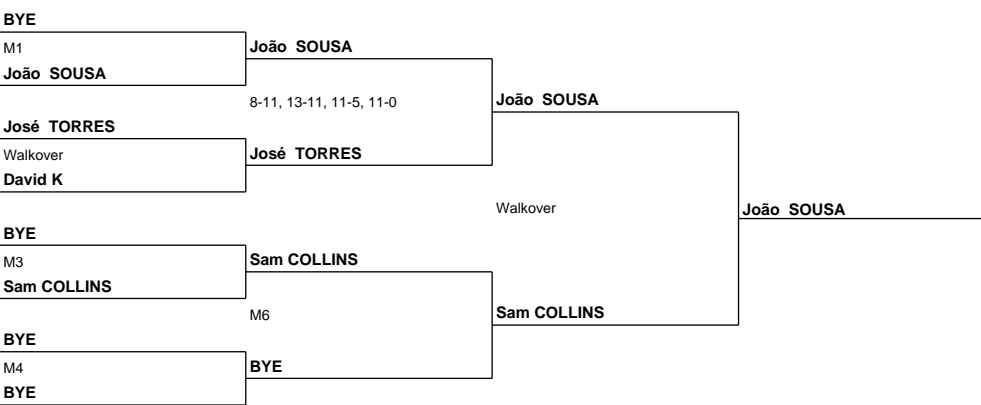 BYE
M1
João SOUSA
João SOUSA
8-11, 13-11, 11-5, 11-0
João SOUSA
José TORRES
Walkover
David K
José TORRES
Walkover
João SOUSA
BYE
M3
Sam COLLINS
Sam COLLINS
M6
Sam COLLINS
BYE
M4
BYE
BYE